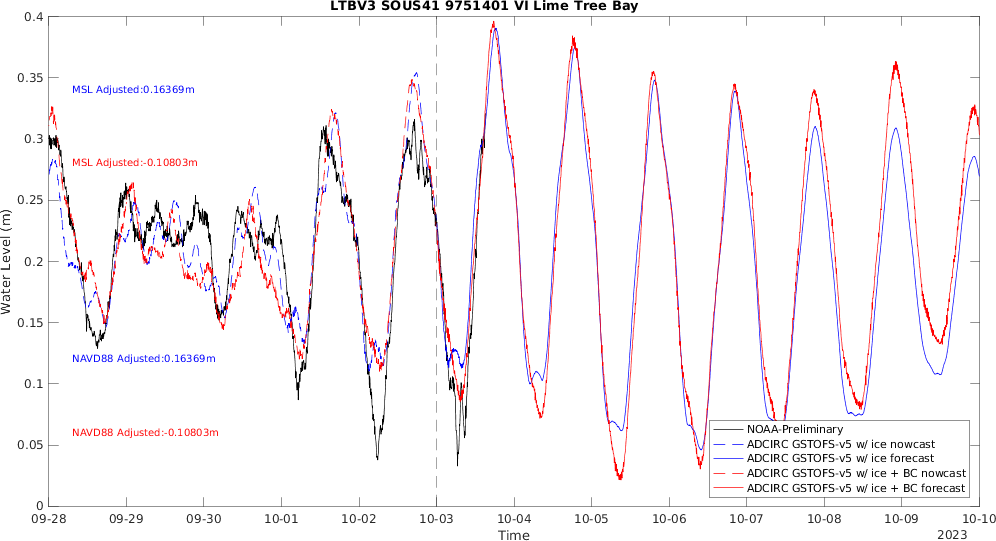 LTBV3 SOUS41 9751401 VI Lime Tree Bay
0.4
0.35
0.3
0.25
0.2
0.15
0.1
0.05
0
Water Level (m)
MSL Adjusted:0.16369m
MSL Adjusted:-0.10803m
NAVD88 Adjusted:0.16369m
NAVD88 Adjusted:-0.10803m
NOAA-Preliminary
ADCIRC GSTOFS-v5 w/ ice nowcast
ADCIRC GSTOFS-v5 w/ ice forecast
ADCIRC GSTOFS-v5 w/ ice + BC nowcast
ADCIRC GSTOFS-v5 w/ ice + BC forecast
09-28 09-29 09-30 10-01 10-02 10-03 10-04 10-05 10-06 10-07 10-08 10-09 10-10
Time
2023